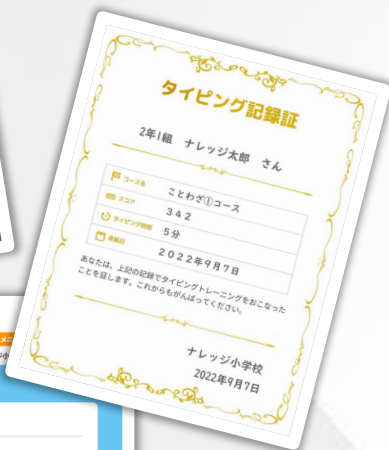 タイピング記録証
2年1組 ナレッジ太郎 さん
コース名 ことわざ①コース
スコア 342
タイピング時間 5分
実施日 2022年9月7日
あなたは、上記の記録でタイピングトレーニングをおこなった
ことを証します。これからもがんばってください。
ナレッジ小学校
2022年9月7日
メニ